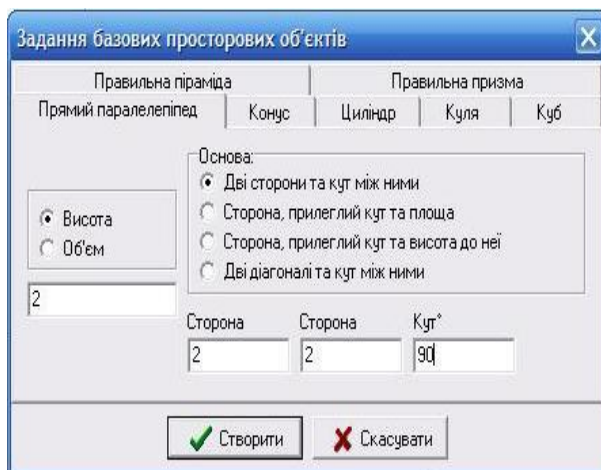 Задання базових просторових об'єктів
Правильна піраміда Правильна призма
Прямий паралелепіпед Конус Циліндр Куля Куб
Основа:
Дві сторони та кут між ними
Висота
Сторона, прилеглий кут та площа
Об'єм
Сторона, прилеглий кут та висота до неї
Дві діагоналі та кут між ними
2
Сторона Сторона Кут°
2 2 90
Створити Скасувати